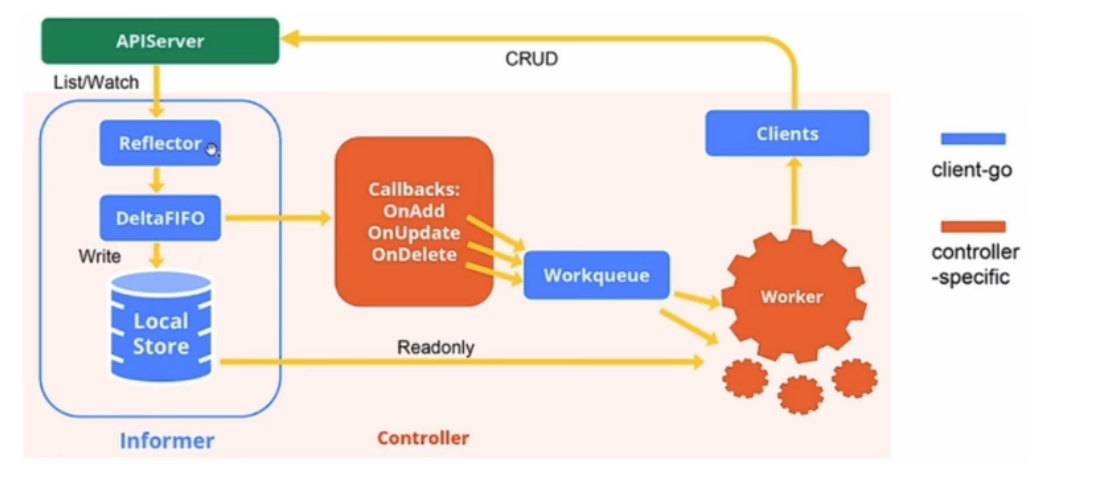 APIServer
CRUD
List/Watch
Reflector
Clients
client-go
Callbacks:
OnAdd
OnUpdate
OnDelete
DeltaFIFO
Write
Workqueue
Worker
controller
-specific
Local
Store
Readonly
Informer
Controller